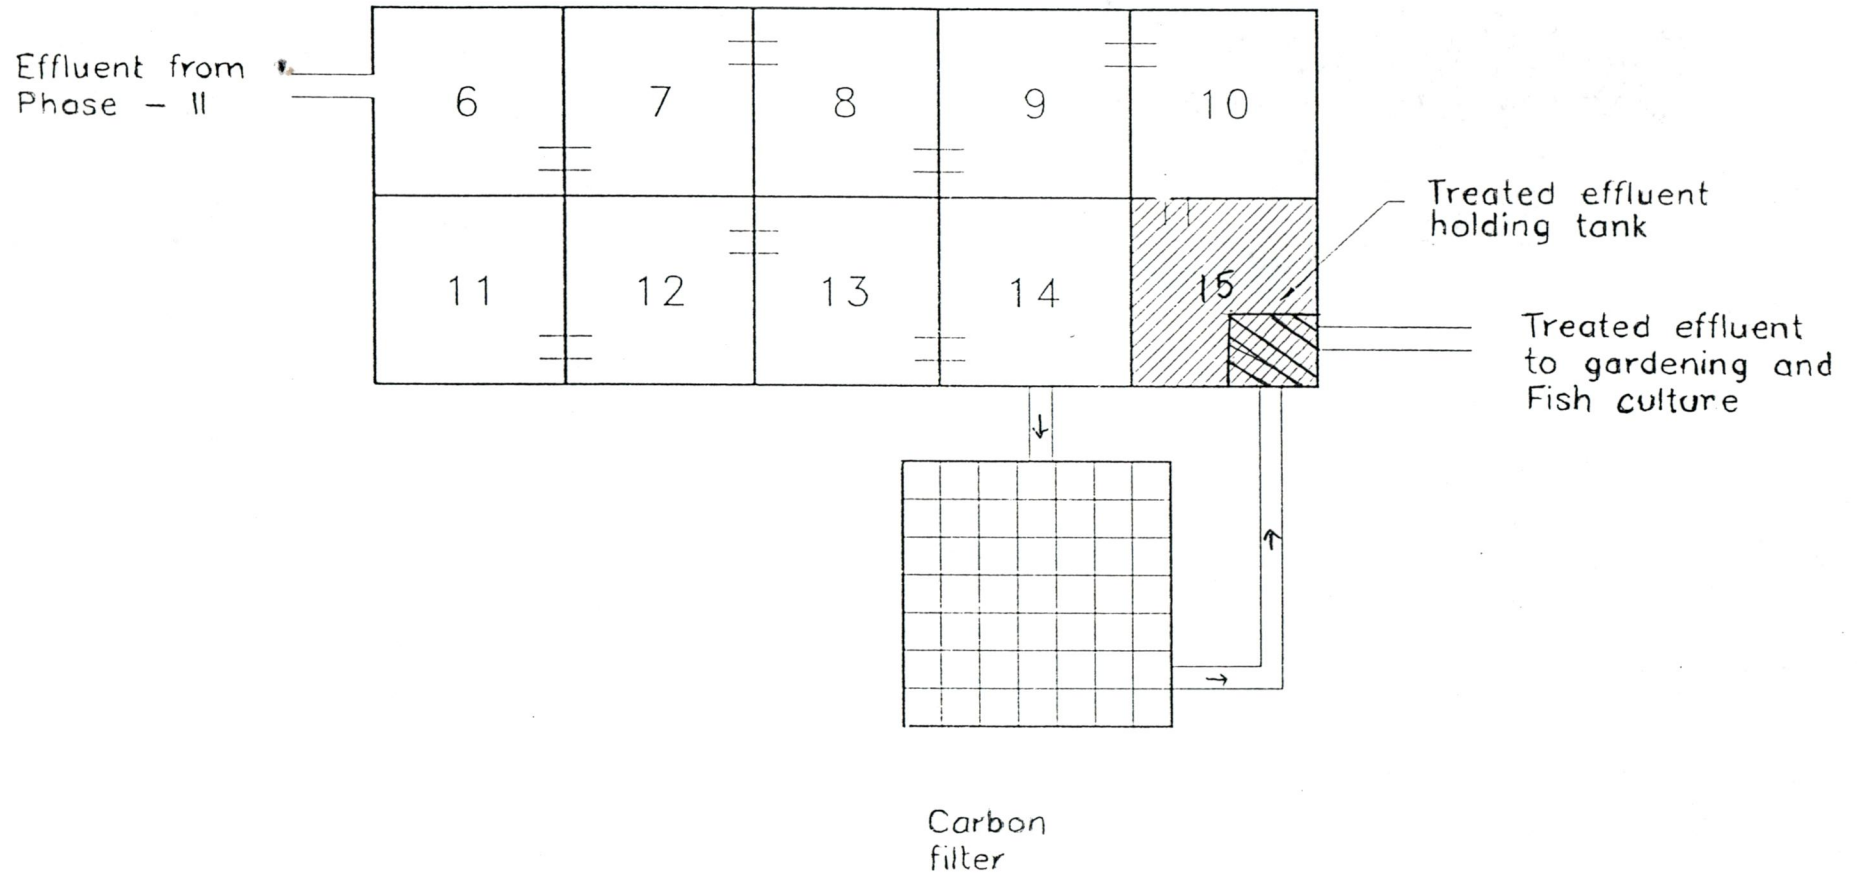 Effluent from
Phase - II
6
7
8
9
10
Treated effluent
holding tank
11
12
13
14
15
Treated effluent
to gardening and
Fish culture
Carbon
filter